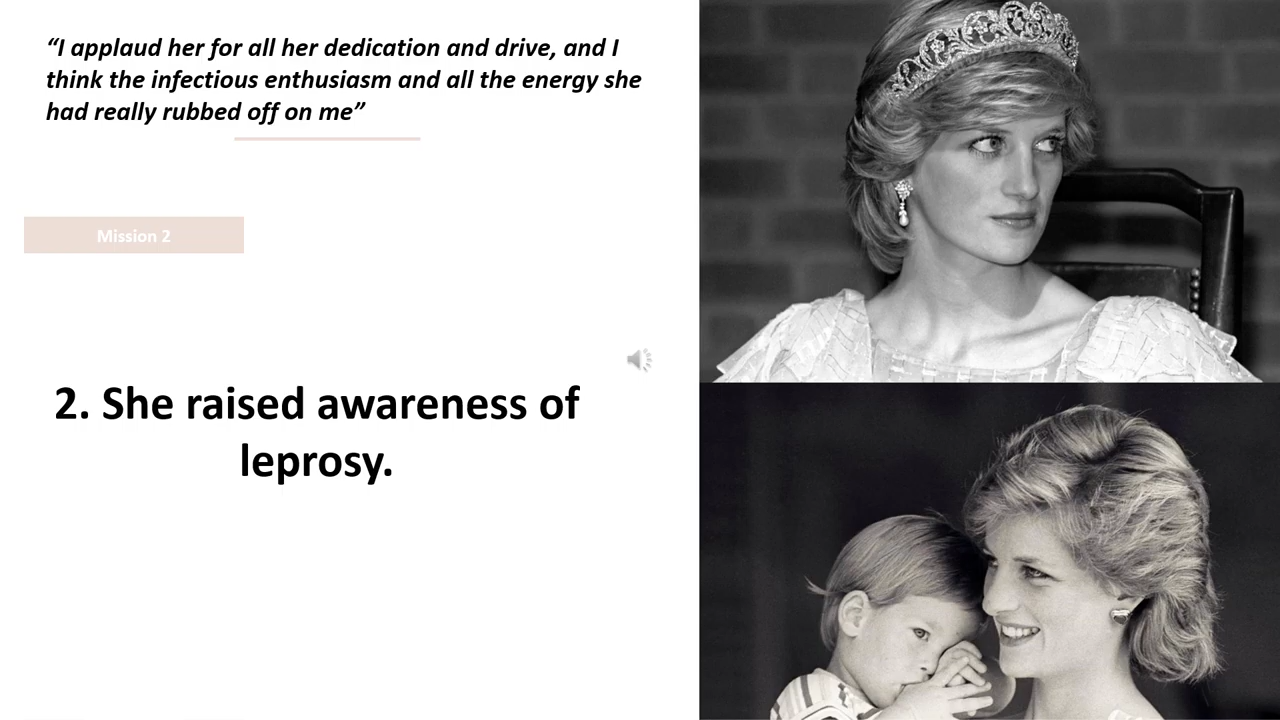 “I applaud her for all her dedication and drive, and I
think the infectious enthusiasm and all the energy she
had really rubbed off on me”
Mission 2
2. She raised awareness of
leprosy.